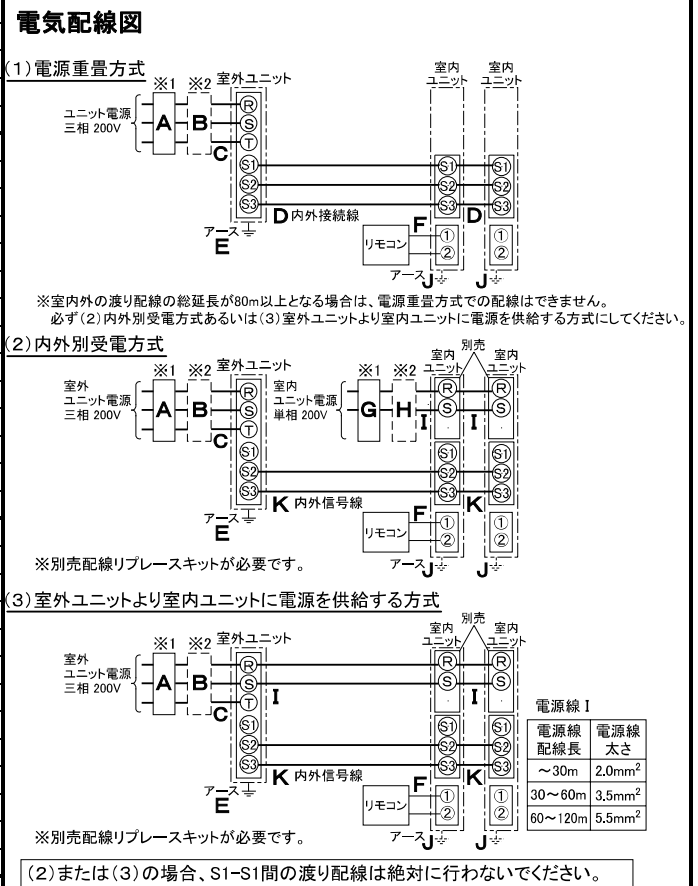 電気配線図
(1)電源重畳方式
※1 ※2 室外ユニット
室内
ユニット
室内
ユニット
ユニット電源
三相 200V
A B
R
S
T
C
S1 S1 S1
S2 S2 S2
S3 S3 S3
D内外接続線 F D
アース
E
リモコン
① ①
② ②
アース J J
※室内外の渡り配線の総延長が80m以上となる場合は、電源重畳方式での配線はできません。
必ず(2)内外別受電方式あるいは(3)室外ユニットより室内ユニットに電源を供給する方式にしてください。
(2)内外別受電方式
別売
※1 ※2 室外ユニット
※1 ※2
室内
ユニット
室内
ユニット
室外
ユニット電源
三相 200V
A B
R
S
T
C
室内
ユニット電源
単相 200V
G H
R R
S S
I I
S1 S1 S1
S2 S2 S2
S3 S3 S3
K 内外信号線 F K
アース
E
リモコン
① ①
② ②
※別売配線リプレースキットが必要です。
アース J J
(3)室外ユニットより室内ユニットに電源を供給する方式
別売
※1 ※2 室外ユニット
室内
ユニット
室内
ユニット
室外
ユニット電源
三相 200V
A B
R R R
S S S
T
C I I
S1 S1 S1
S2 S2 S2
S3 S3 S3
K 内外信号線 F K
アース
E
リモコン
① ①
② ②
※別売配線リプレースキットが必要です。
アース J J
電源線 I
電源線
配線長
電源線
太さ
～30m 2.0mm²
30～60m 3.5mm²
60～120m 5.5mm²
(2)または(3)の場合、S1-S1間の渡り配線は絶対に行わないでください。